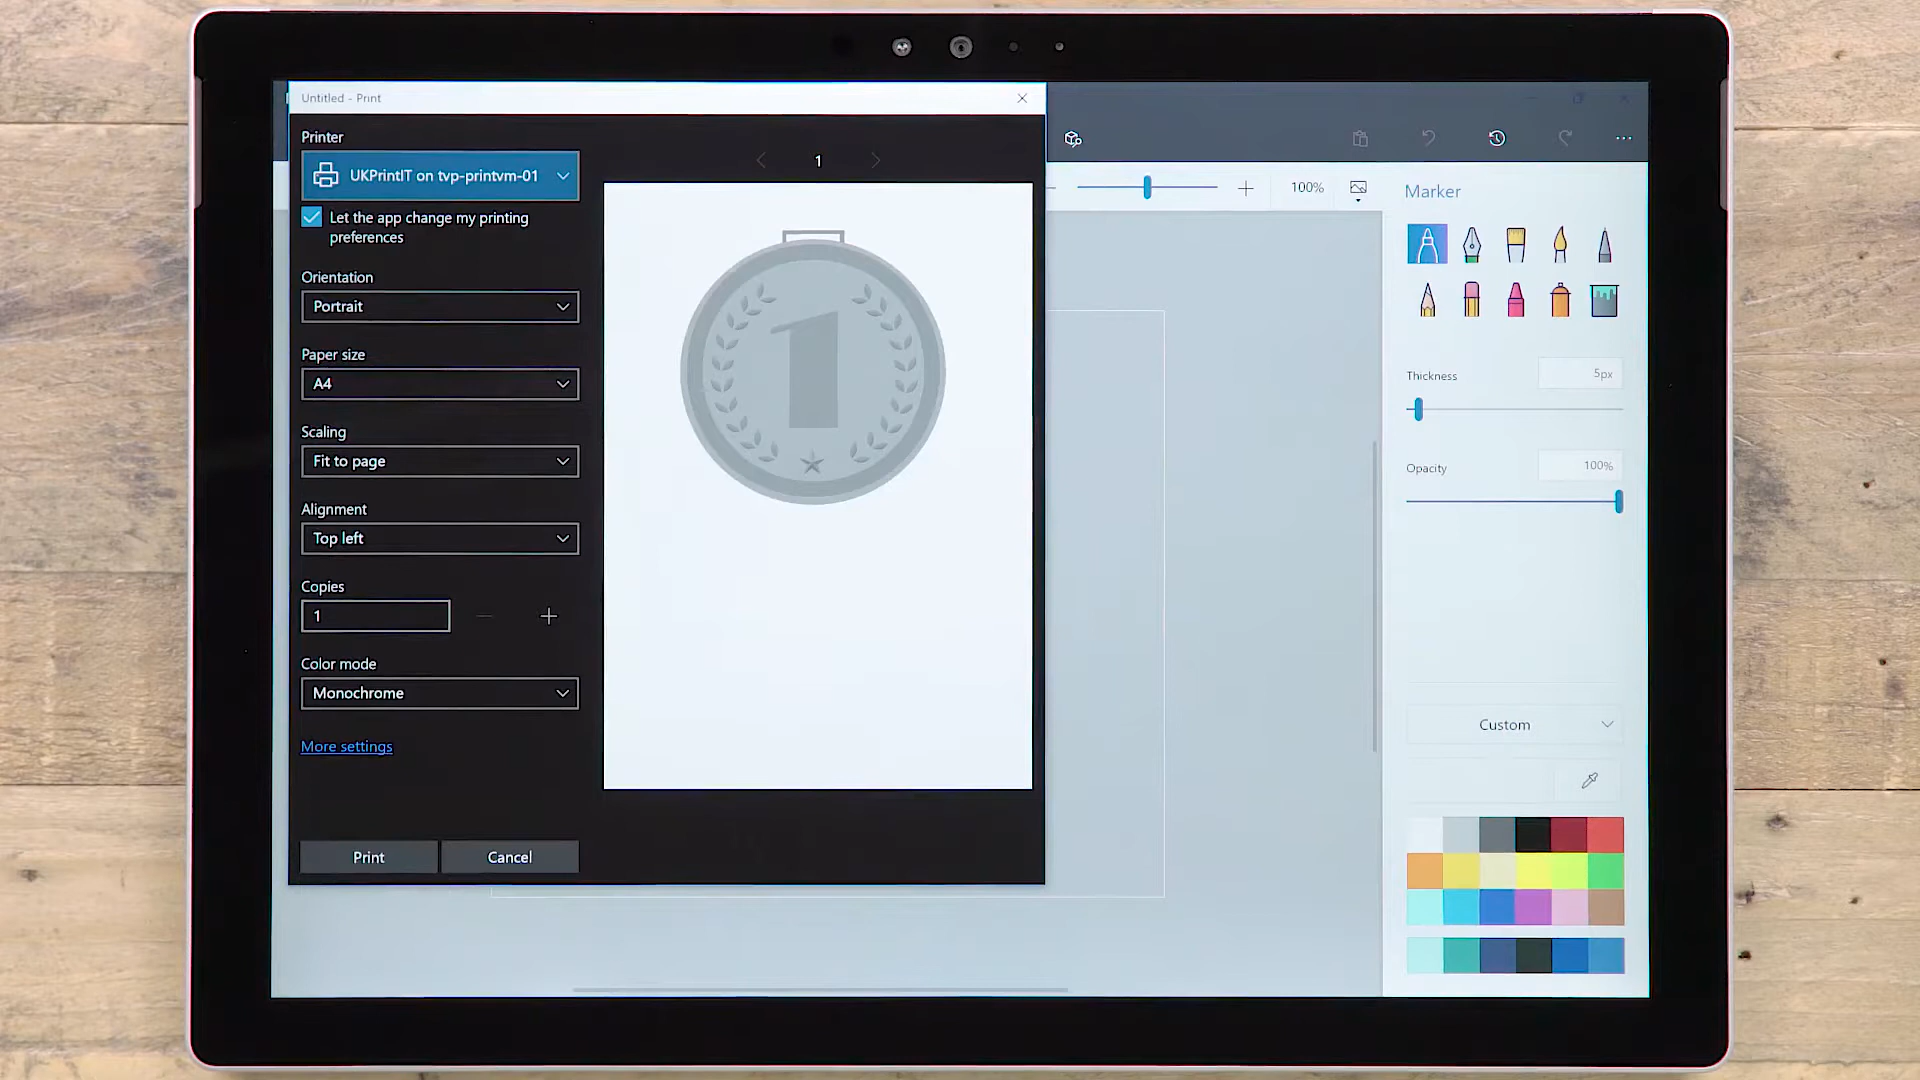 Untitled - Print
Printer
UKPrintIT on tvp-printvm-01
Let the app change my printing
preferences
Orientation
Portrait
Paper size
A4
Scaling
Fit to page
Alignment
Top left
Copies
1
Color mode
Monochrome
More settings
Print
Cancel
1
1
100%
Marker
Thickness
5px
Opacity
100%
Custom